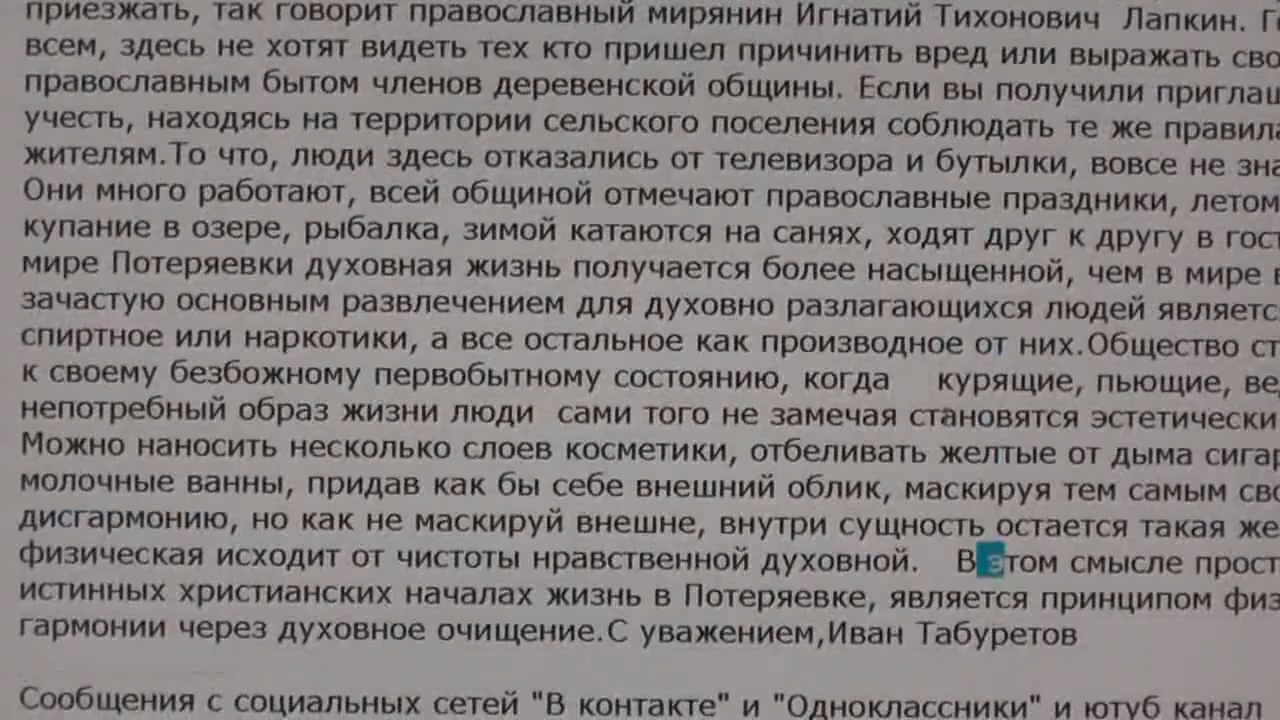 приезжать, так говорит православный мирянин Игнатий Тихонович Лапкин.
всем, здесь не хотят видеть тех кто пришел причинить вред или выражать
православным бытом членов деревенской общины. Если вы получили
учесть, находясь на территории сельского поселения соблюдать те же
жителям.То что, люди здесь отказались от телевизора и бутылки, вовсе не
Они много работают, всей общиной отмечают православные праздники, летом
купание в озере, рыбалка, зимой катаются на санях, ходят друг к другу в
мире Потеряевки духовная жизнь получается более насыщенной, чем в мире
зачастую основным развлечением для духовно разлагающихся людей
спиртное или наркотики, а все остальное как производное от них.Общество
к своему безбожному первобытному состоянию, когда курящие, пьющие,
непотребный образ жизни люди сами того не замечая становятся
Можно наносить несколько слоев косметики, отбеливать желтые от дыма
молочные ванны, придав как бы себе внешний облик, маскируя тем самым
дисгармонию, но как не маскируй внешне, внутри сущность остается такая же
физическая исходит от чистоты нравственной духовной. В этом смысле
истинных христианских началах жизнь в Потеряевке, является принципом
гармонии через духовное очищение.С уважением,Иван Табуретов
Сообщения с социальных сетей "В контакте" и "Одноклассники" и ютуб канал